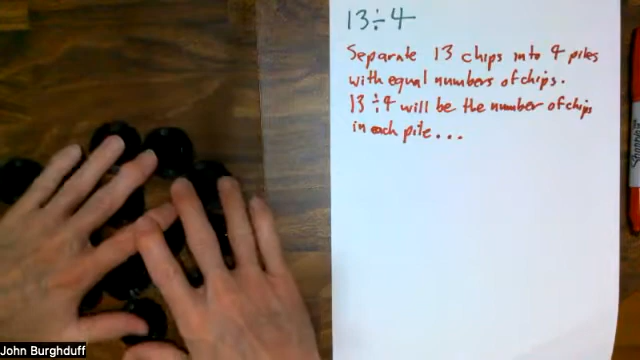 13÷4
Separate 13 chips into 4 piles
with equal numbers of chips.
13÷4 will be the number of chips
in each pile...
John Burghduff